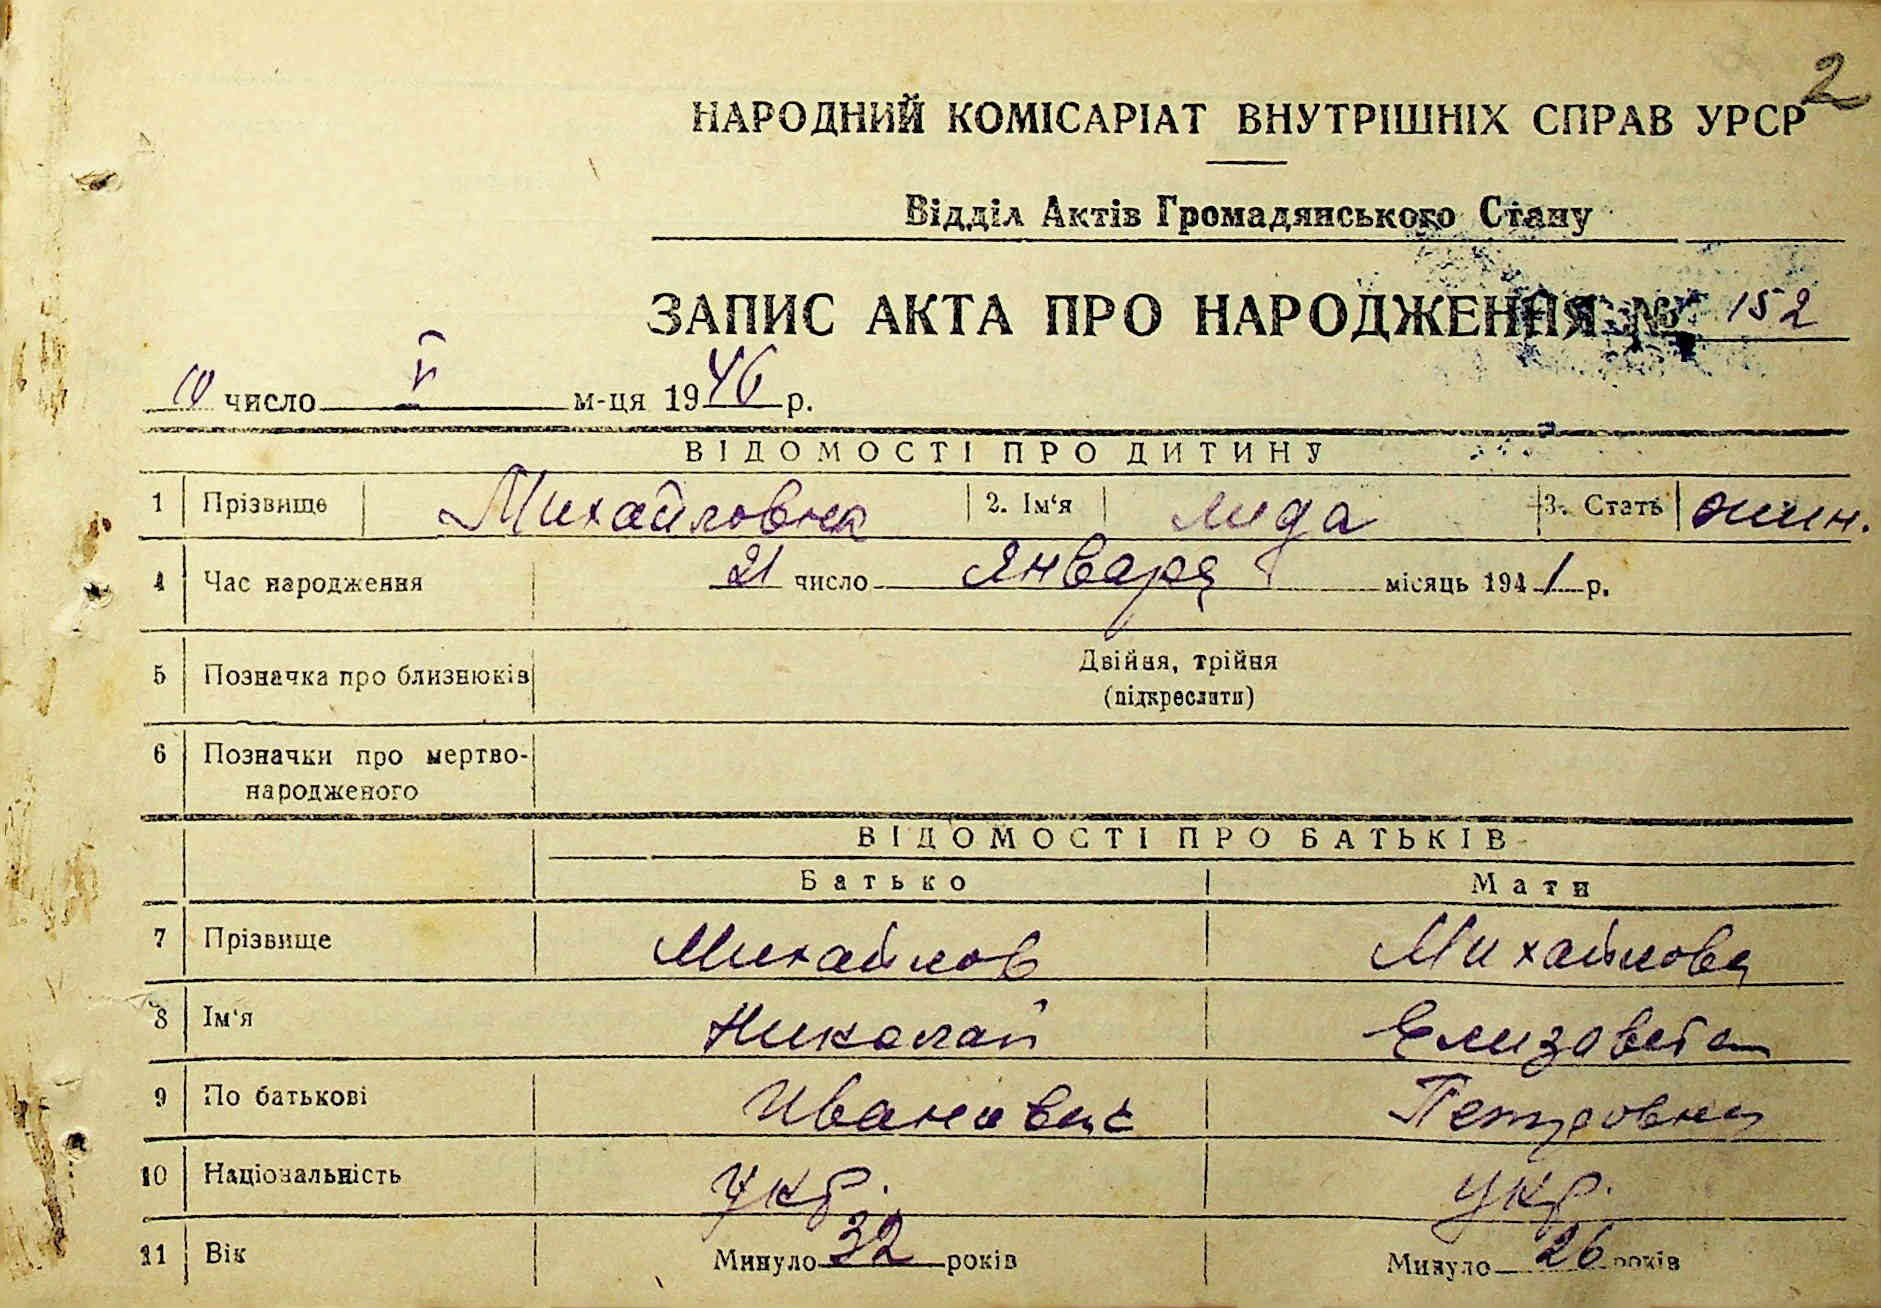 2
НАРОДНИЙ КОМІСАРІАТ ВНУТРІШНІХ СПРАВ УРСР
Відділ Актів Громадянського Стану
ЗАПИС АКТА ПРО НАРОДЖЕННЯ № 152
10 число V м-ця 1946 р.
ВІДОМОСТІ ПРО ДИТИНУ
1 Прізвище Михайловна 2. Ім'я Лида 3. Стать жин.
4 Час народження 21 число Января місяць 1941 р.
5 Позначка про близнюків Двійня, трійня
(підкреслити)
6 Позначки про мертво-
народженого
ВІДОМОСТІ ПРО БАТЬКІВ
Батько Мати
7 Прізвище Михайлов Михайлова
8 Ім'я Николай Елизавета
9 По батькові Иванович Петровна
10 Національність Укр. Укр.
11 Вік Минуло 32 років Минуло 26 років